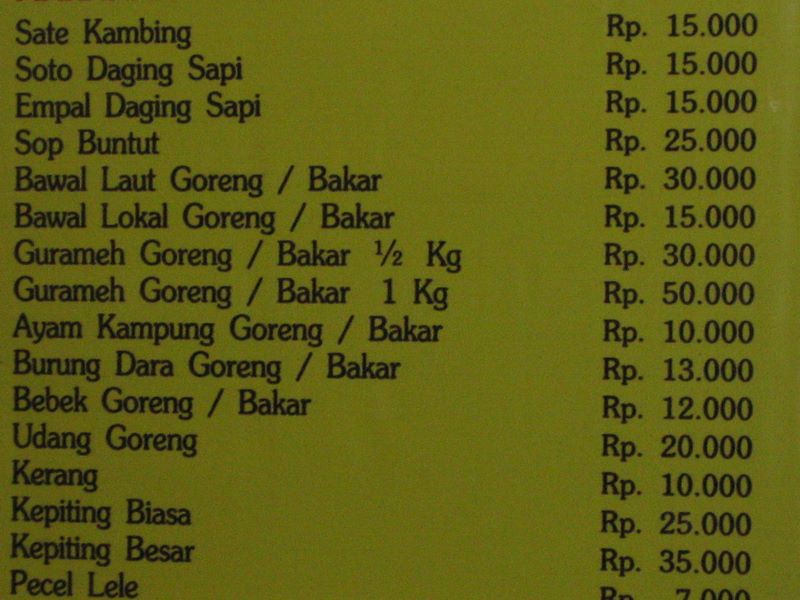 Sate Kambing Rp. 15.000
Soto Daging Sapi Rp. 15.000
Empal Daging Sapi Rp. 15.000
Sop Buntut Rp. 25.000
Bawal Laut Goreng / Bakar Rp. 30.000
Bawal Lokal Goreng / Bakar Rp. 15.000
Gurameh Goreng / Bakar ½ Kg Rp. 30.000
Gurameh Goreng / Bakar 1 Kg Rp. 50.000
Ayam Kampung Goreng / Bakar Rp. 10.000
Burung Dara Goreng / Bakar Rp. 13.000
Bebek Goreng / Bakar Rp. 12.000
Udang Goreng Rp. 20.000
Kerang Rp. 10.000
Kepiting Biasa Rp. 25.000
Kepiting Besar Rp. 35.000
Pecel Lele Rp. 7.000